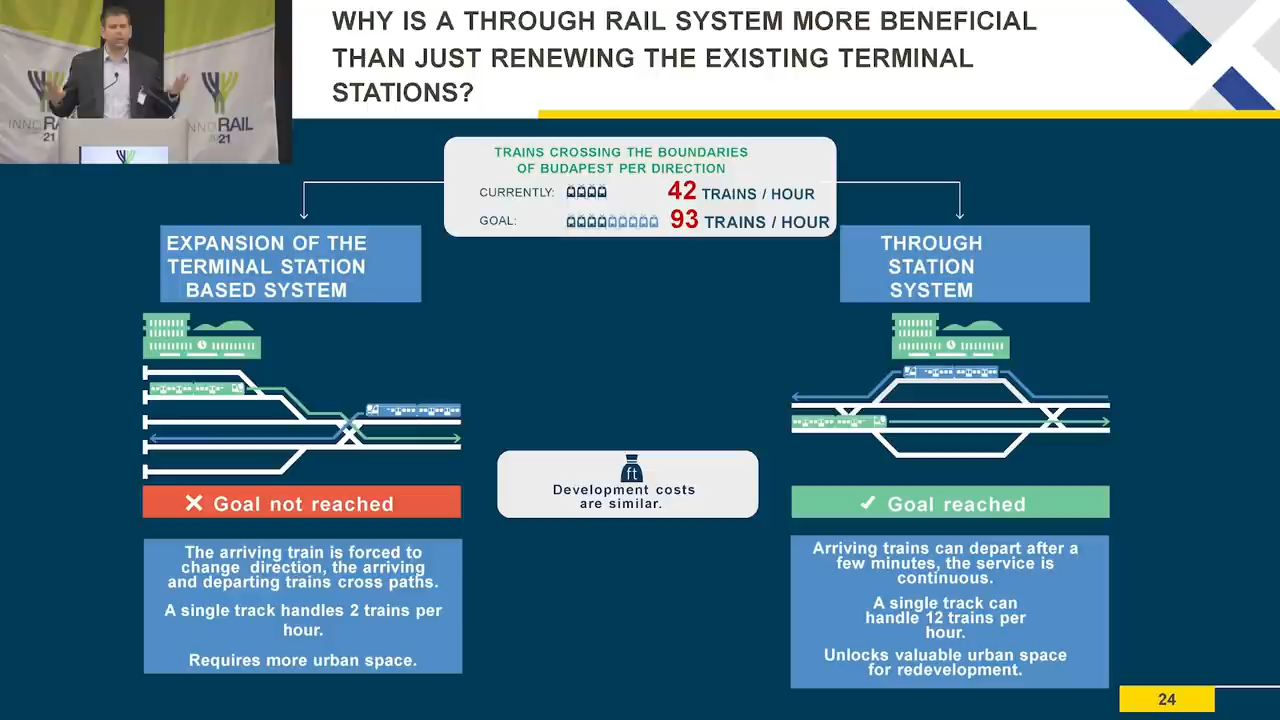 WHY IS A THROUGH RAIL SYSTEM MORE BENEFICIAL
THAN JUST RENEWING THE EXISTING TERMINAL
STATIONS?
RAIL
21
TRAINS CROSSING THE BOUNDARIES
OF BUDAPEST PER DIRECTION
CURRENTLY: 42 TRAINS / HOUR
GOAL: 93 TRAINS / HOUR
EXPANSION OF THE
TERMINAL STATION
BASED SYSTEM
THROUGH
STATION
SYSTEM
ft
Development costs
are similar.
✕ Goal not reached
✓ Goal reached
The arriving train is forced to
change direction, the arriving
and departing trains cross paths.
A single track handles 2 trains per
hour.
Requires more urban space.
Arriving trains can depart after a
few minutes, the service is
continuous.
A single track can
handle 12 trains per
hour.
Unlocks valuable urban space
for redevelopment.
24